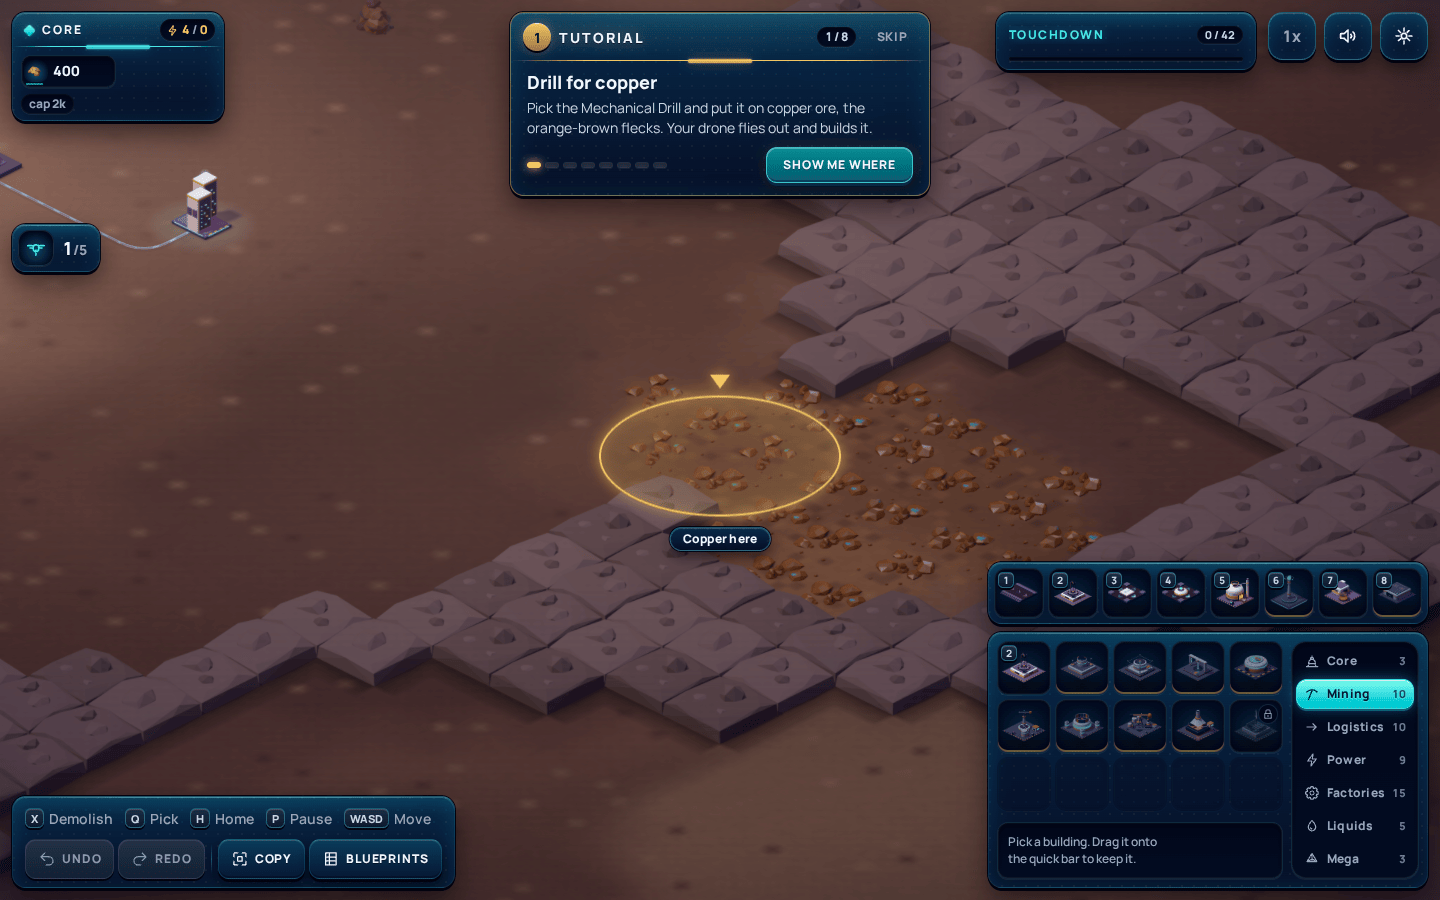 CORE
4/0
400
cap 2k
1/5
1
TUTORIAL
1/8
SKIP
Drill for copper
Pick the Mechanical Drill and put it on copper ore, the
orange-brown flecks. Your drone flies out and builds it.
SHOW ME WHERE
TOUCHDOWN
0/42
1x
Copper here
1
2
3
4
5
6
7
8
2
Core 3
Mining 10
Logistics 10
Power 9
Factories 15
Liquids 5
Mega 3
Pick a building. Drag it onto
the quickbar to keep it.
X Demolish Q Pick H Home P Pause WASD Move
UNDO REDO COPY BLUEPRINTS